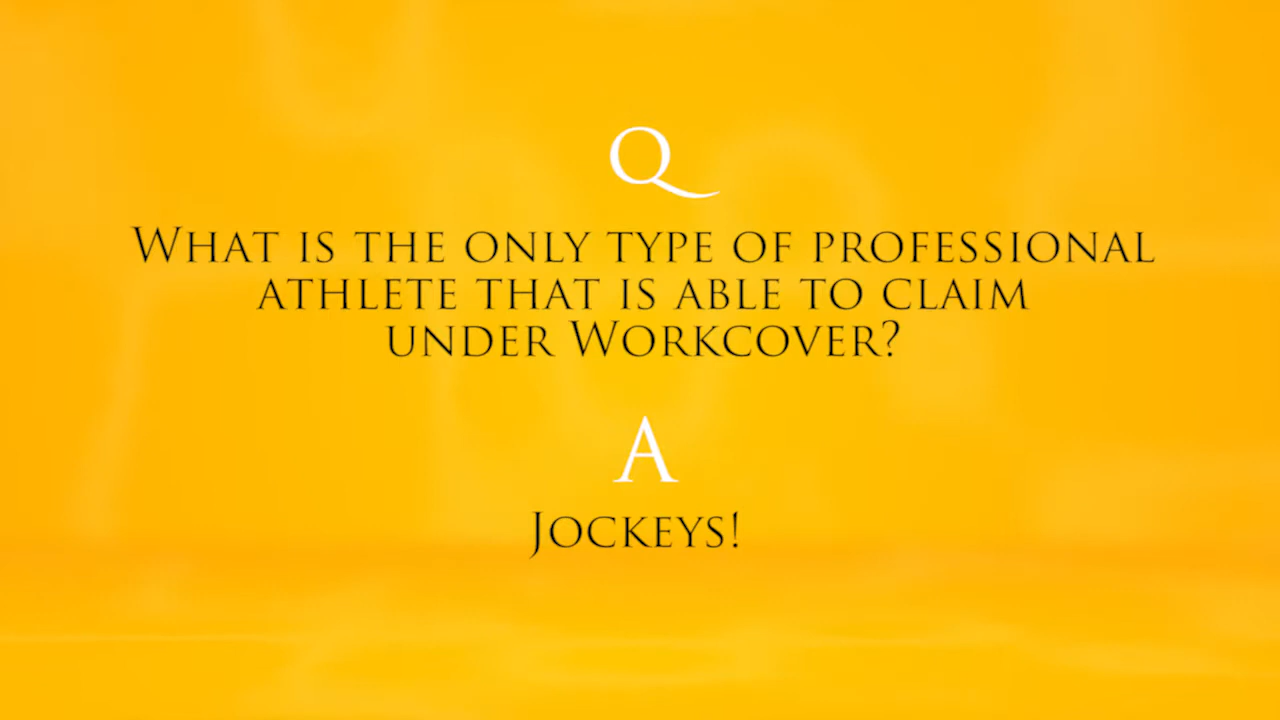 Q
What is the only type of professional
athlete that is able to claim
under Workcover?
A
Jockeys!